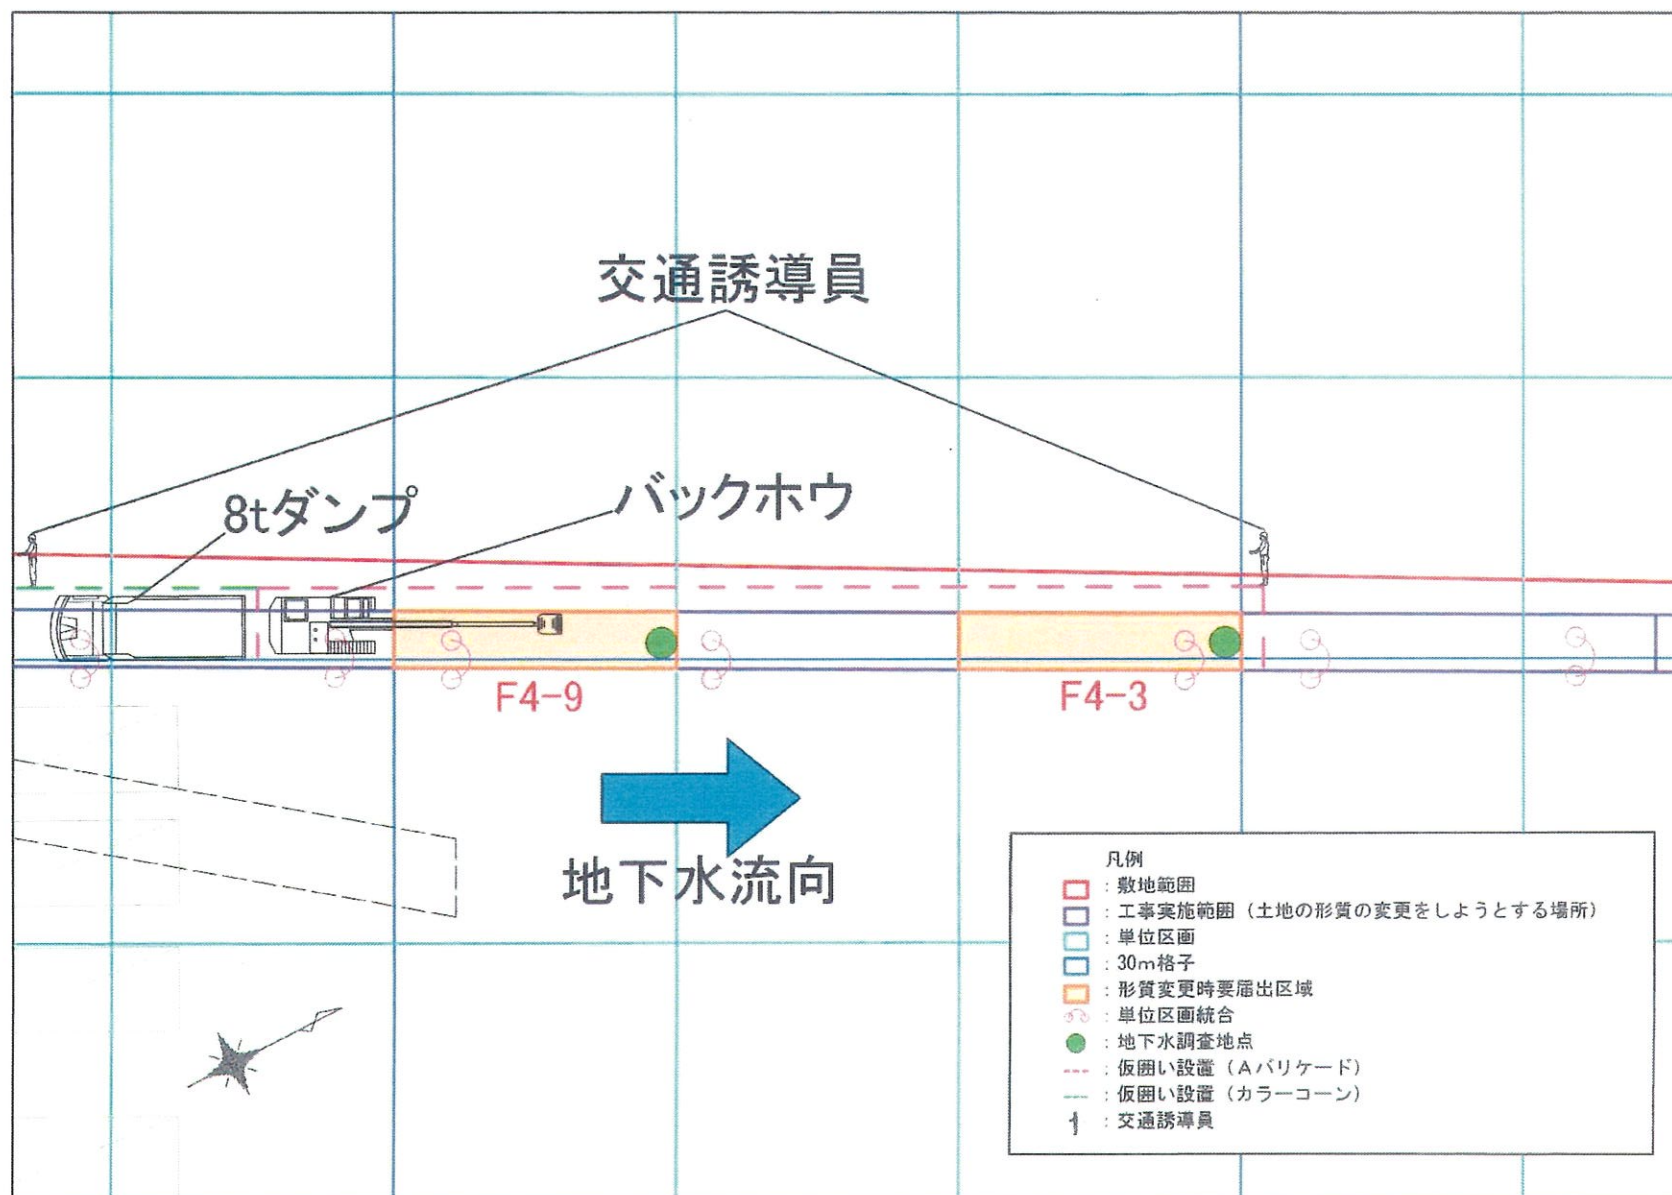 交通誘導員
8tダンプ
バックホウ
F4-9
F4-3
地下水流向
凡例
：敷地範囲
：工事実施範囲（土地の形質の変更をしようとする場所）
：単位区画
：30m格子
：形質変更時要届出区域
：単位区画統合
：地下水調査地点
：仮囲い設置（Aバリケード）
：仮囲い設置（カラーコーン）
：交通誘導員